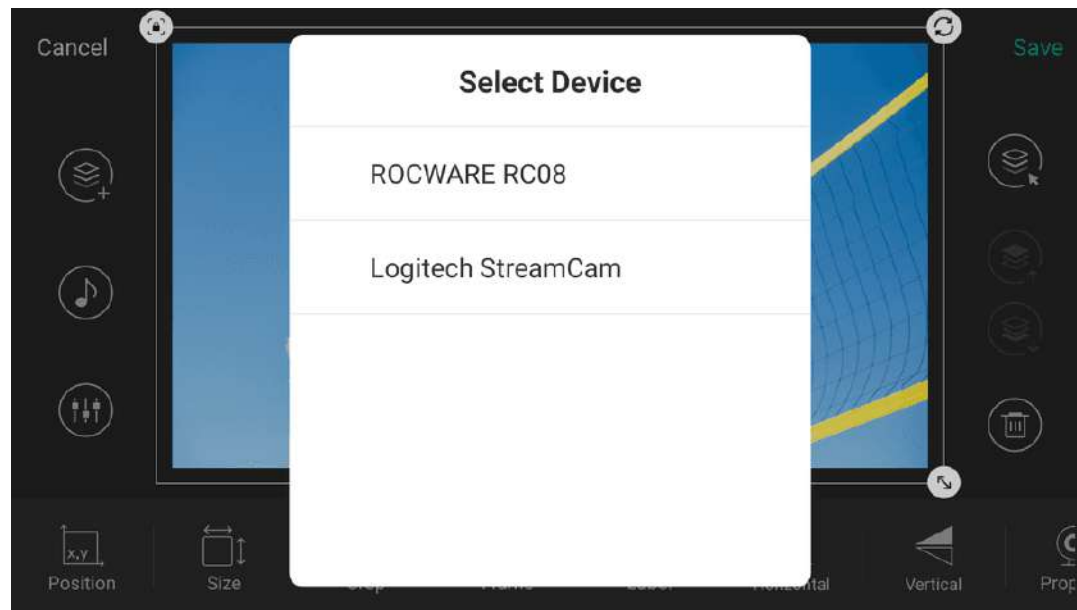 Cancel
Save
Select Device
ROCWARE RC08
Logitech StreamCam
x,y
Position
Size
Vertical